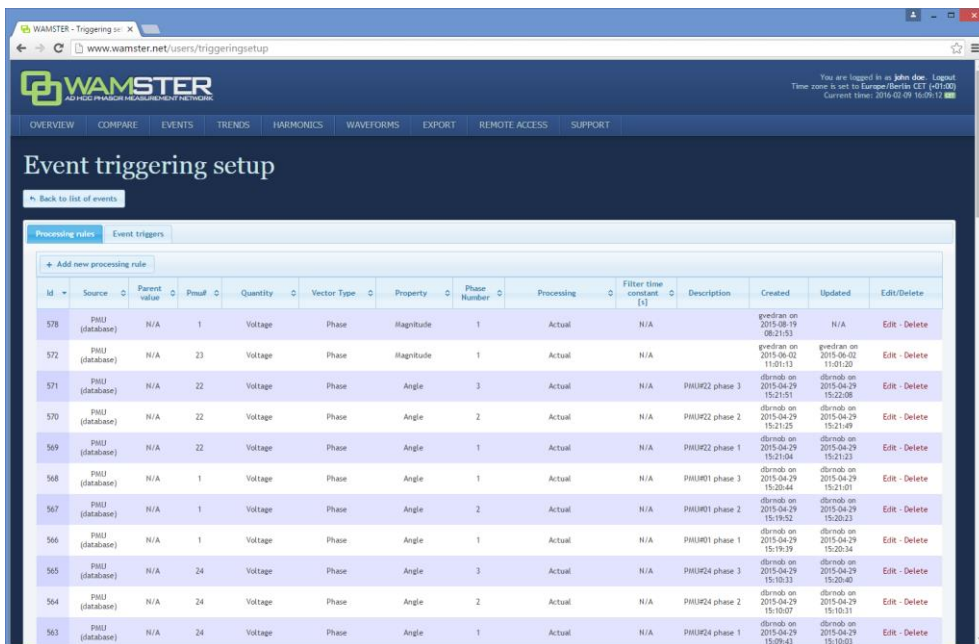 WAMSTER - Triggering se
www.wamster.net/users/triggeringsetup
WAMSTER
AD HOC PHASOR MEASUREMENT NETWORK
You are logged in as john doe. Logout
Time zone is set to Europe/Berlin CET (+01:00)
Current time: 2016-02-09 16:09:12
OVERVIEW COMPARE EVENTS TRENDS HARMONICS WAVEFORMS EXPORT REMOTE ACCESS SUPPORT
Event triggering setup
Back to list of events
Processing rules Event triggers
+ Add new processing rule
Id Source Parent value Pmu# Quantity Vector Type Property Phase Number Processing Filter time constant [s] Description Created Updated Edit/Delete
578 PMU (database) N/A 1 Voltage Phase Magnitude 1 Actual N/A gvedran on 2015-08-19 08:21:53 N/A Edit - Delete
572 PMU (database) N/A 23 Voltage Phase Magnitude 1 Actual N/A gvedran on 2015-06-02 11:01:13 gvedran on 2015-06-02 11:01:20 Edit - Delete
571 PMU (database) N/A 22 Voltage Phase Angle 3 Actual N/A PMU#22 phase 3 dbrnob on 2015-04-29 15:21:51 dbrnob on 2015-04-29 15:22:08 Edit - Delete
570 PMU (database) N/A 22 Voltage Phase Angle 2 Actual N/A PMU#22 phase 2 dbrnob on 2015-04-29 15:21:25 dbrnob on 2015-04-29 15:21:49 Edit - Delete
569 PMU (database) N/A 22 Voltage Phase Angle 1 Actual N/A PMU#22 phase 1 dbrnob on 2015-04-29 15:21:04 dbrnob on 2015-04-29 15:21:23 Edit - Delete
568 PMU (database) N/A 1 Voltage Phase Angle 1 Actual N/A PMU#01 phase 3 dbrnob on 2015-04-29 15:20:44 dbrnob on 2015-04-29 15:21:01 Edit - Delete
567 PMU (database) N/A 1 Voltage Phase Angle 2 Actual N/A PMU#01 phase 2 dbrnob on 2015-04-29 15:19:52 dbrnob on 2015-04-29 15:20:23 Edit - Delete
566 PMU (database) N/A 1 Voltage Phase Angle 1 Actual N/A PMU#01 phase 1 dbrnob on 2015-04-29 15:19:39 dbrnob on 2015-04-29 15:20:34 Edit - Delete
565 PMU (database) N/A 24 Voltage Phase Angle 3 Actual N/A PMU#24 phase 3 dbrnob on 2015-04-29 15:10:33 dbrnob on 2015-04-29 15:20:40 Edit - Delete
564 PMU (database) N/A 24 Voltage Phase Angle 2 Actual N/A PMU#24 phase 2 dbrnob on 2015-04-29 15:10:07 dbrnob on 2015-04-29 15:10:31 Edit - Delete
563 PMU (database) N/A 24 Voltage Phase Angle 1 Actual N/A PMU#24 phase 1 dbrnob on 2015-04-29 15:09:43 dbrnob on 2015-04-29 15:10:03 Edit - Delete